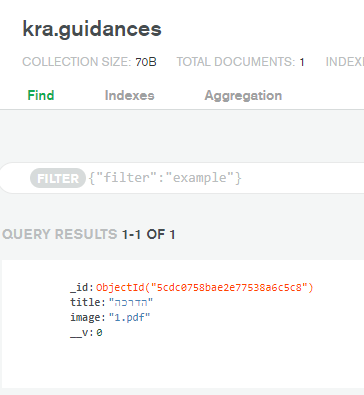 kra.guidances
COLLECTION SIZE: 70B TOTAL DOCUMENTS: 1 INDEXE
Find Indexes Aggregation
FILTER {"filter":"example"}
QUERY RESULTS 1-1 OF 1
_id: ObjectId("5cdc0758bae2e77538a6c5c8")
title: "הדרכה"
image: "1.pdf"
__v: 0